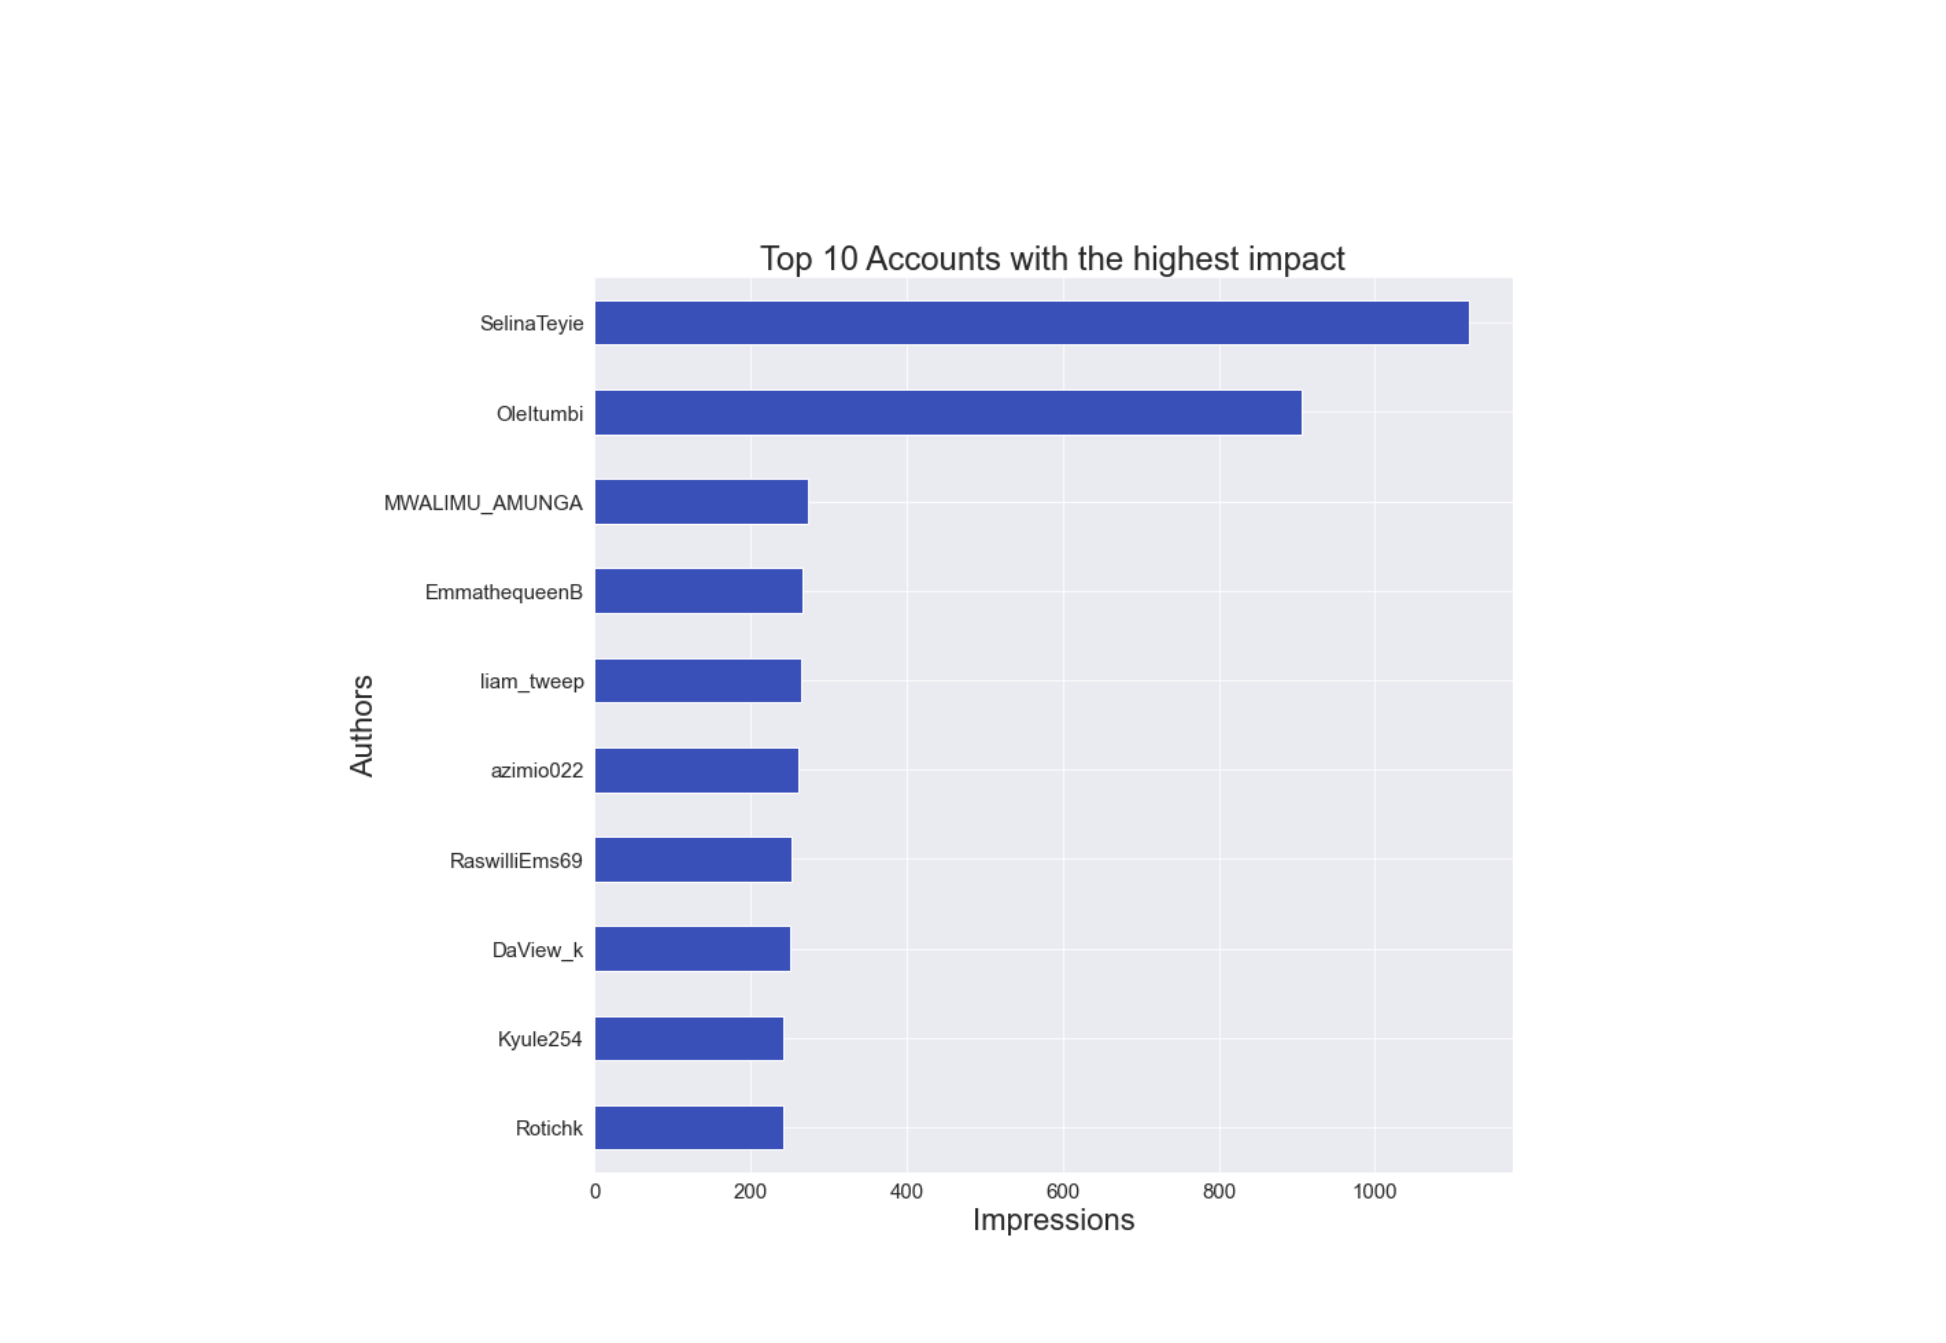 Top 10 Accounts with the highest impact
SelinaTeyie
OleItumbi
MWALIMU_AMUNGA
EmmathequeenB
liam_tweep
azimio022
RaswilliEms69
DaView_k
Kyule254
Rotichk
Authors
0 200 400 600 800 1000
Impressions